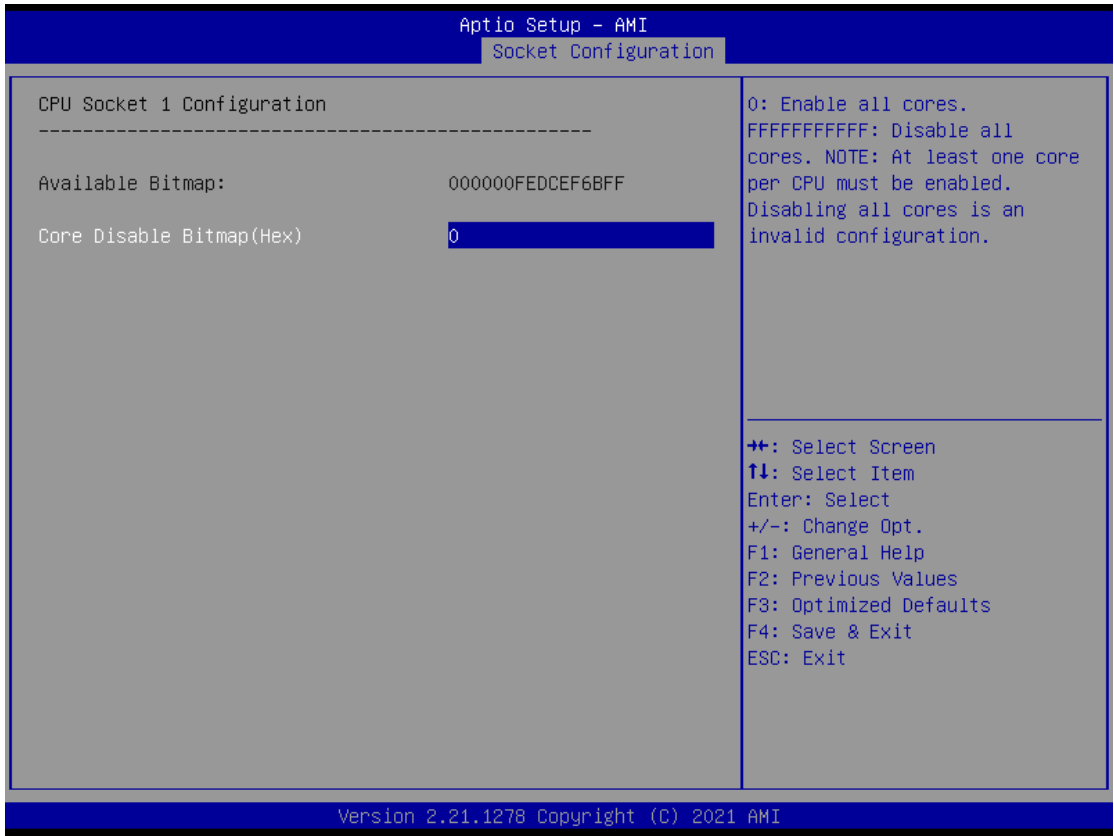 Aptio Setup – AMI
Socket Configuration
CPU Socket 1 Configuration
--------------------------------------------------
Available Bitmap: 000000FEDCEF6BFF
Core Disable Bitmap(Hex) 0
0: Enable all cores.
FFFFFFFFFFF: Disable all
cores. NOTE: At least one core
per CPU must be enabled.
Disabling all cores is an
invalid configuration.
→←: Select Screen
↑↓: Select Item
Enter: Select
+/-: Change Opt.
F1: General Help
F2: Previous Values
F3: Optimized Defaults
F4: Save & Exit
ESC: Exit
Version 2.21.1278 Copyright (C) 2021 AMI